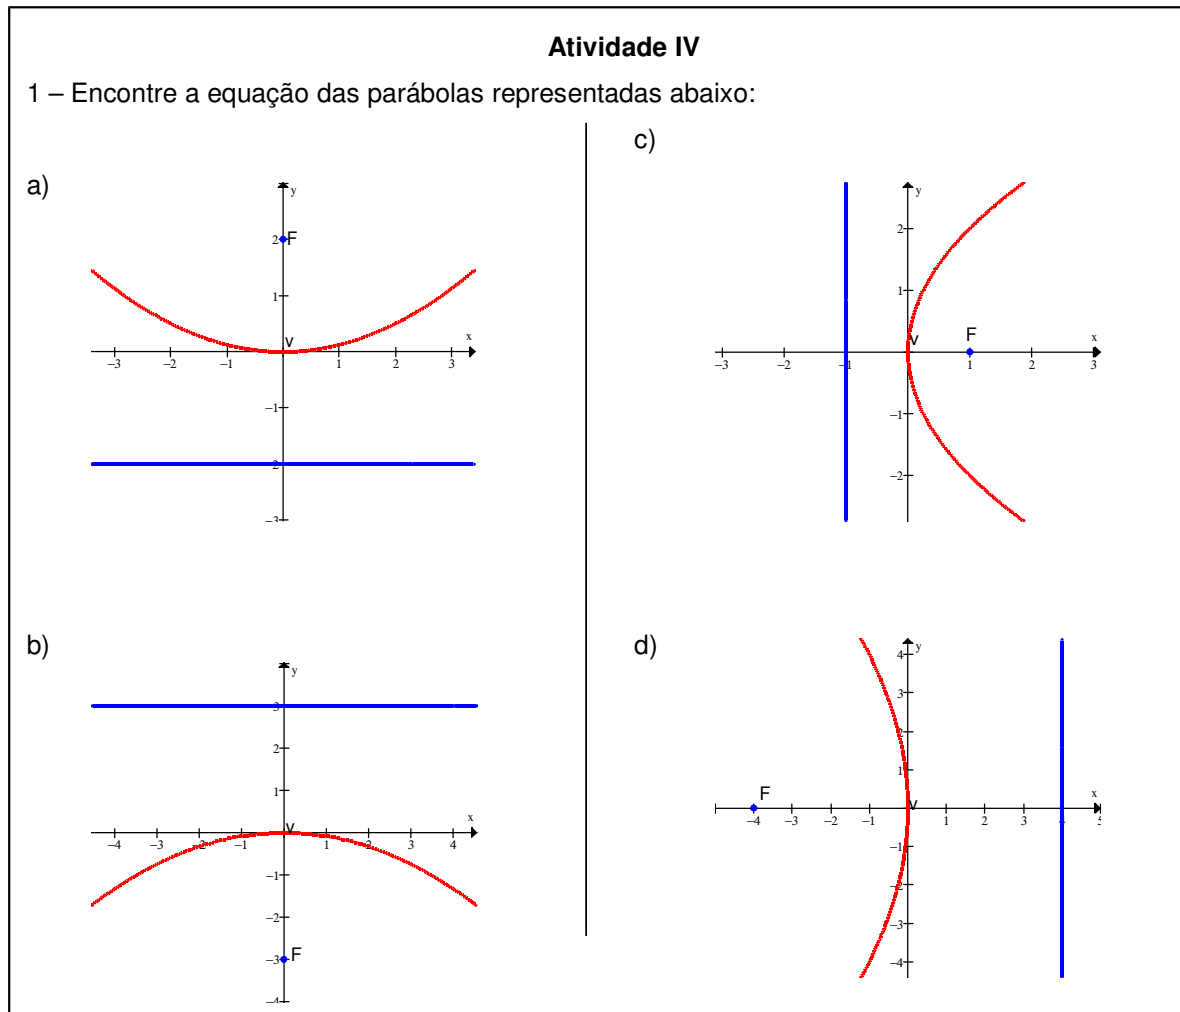 Atividade IV
1 – Encontre a equação das parábolas representadas abaixo:
a)
y
2 F
1
V
x
–3 –2 –1 1 2 3
–1
–2
–3
b)
y
3
2
1
V
x
–4 –3 –2 –1 1 2 3 4
–1
–2
–3 F
–4
c)
y
2
1
F
V
–3 –2 –1 1 2 3
–1
–2
d)
y
4
3
2
1
F
V
x
–4 –3 –2 –1 1 2 3 4 5
–1
–2
–3
–4